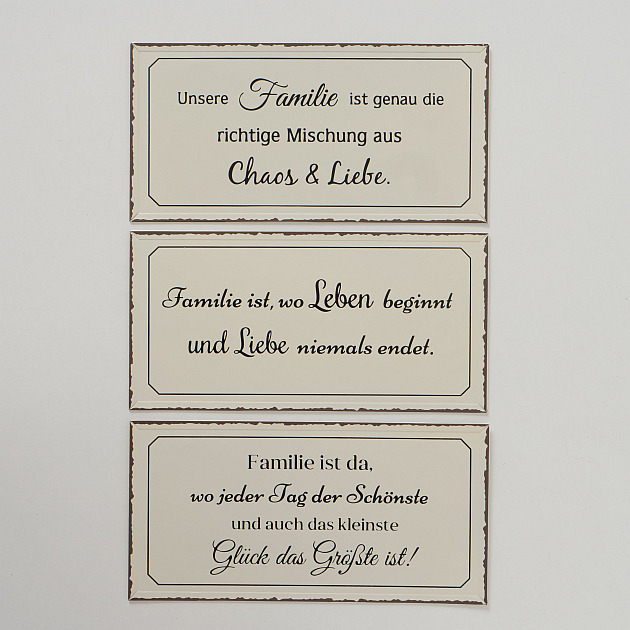 Unsere Familie ist genau die
richtige Mischung aus
Chaos & Liebe.
Familie ist, wo Leben beginnt
und Liebe niemals endet.
Familie ist da,
wo jeder Tag der Schönste
und auch das kleinste
Glück das Größte ist!